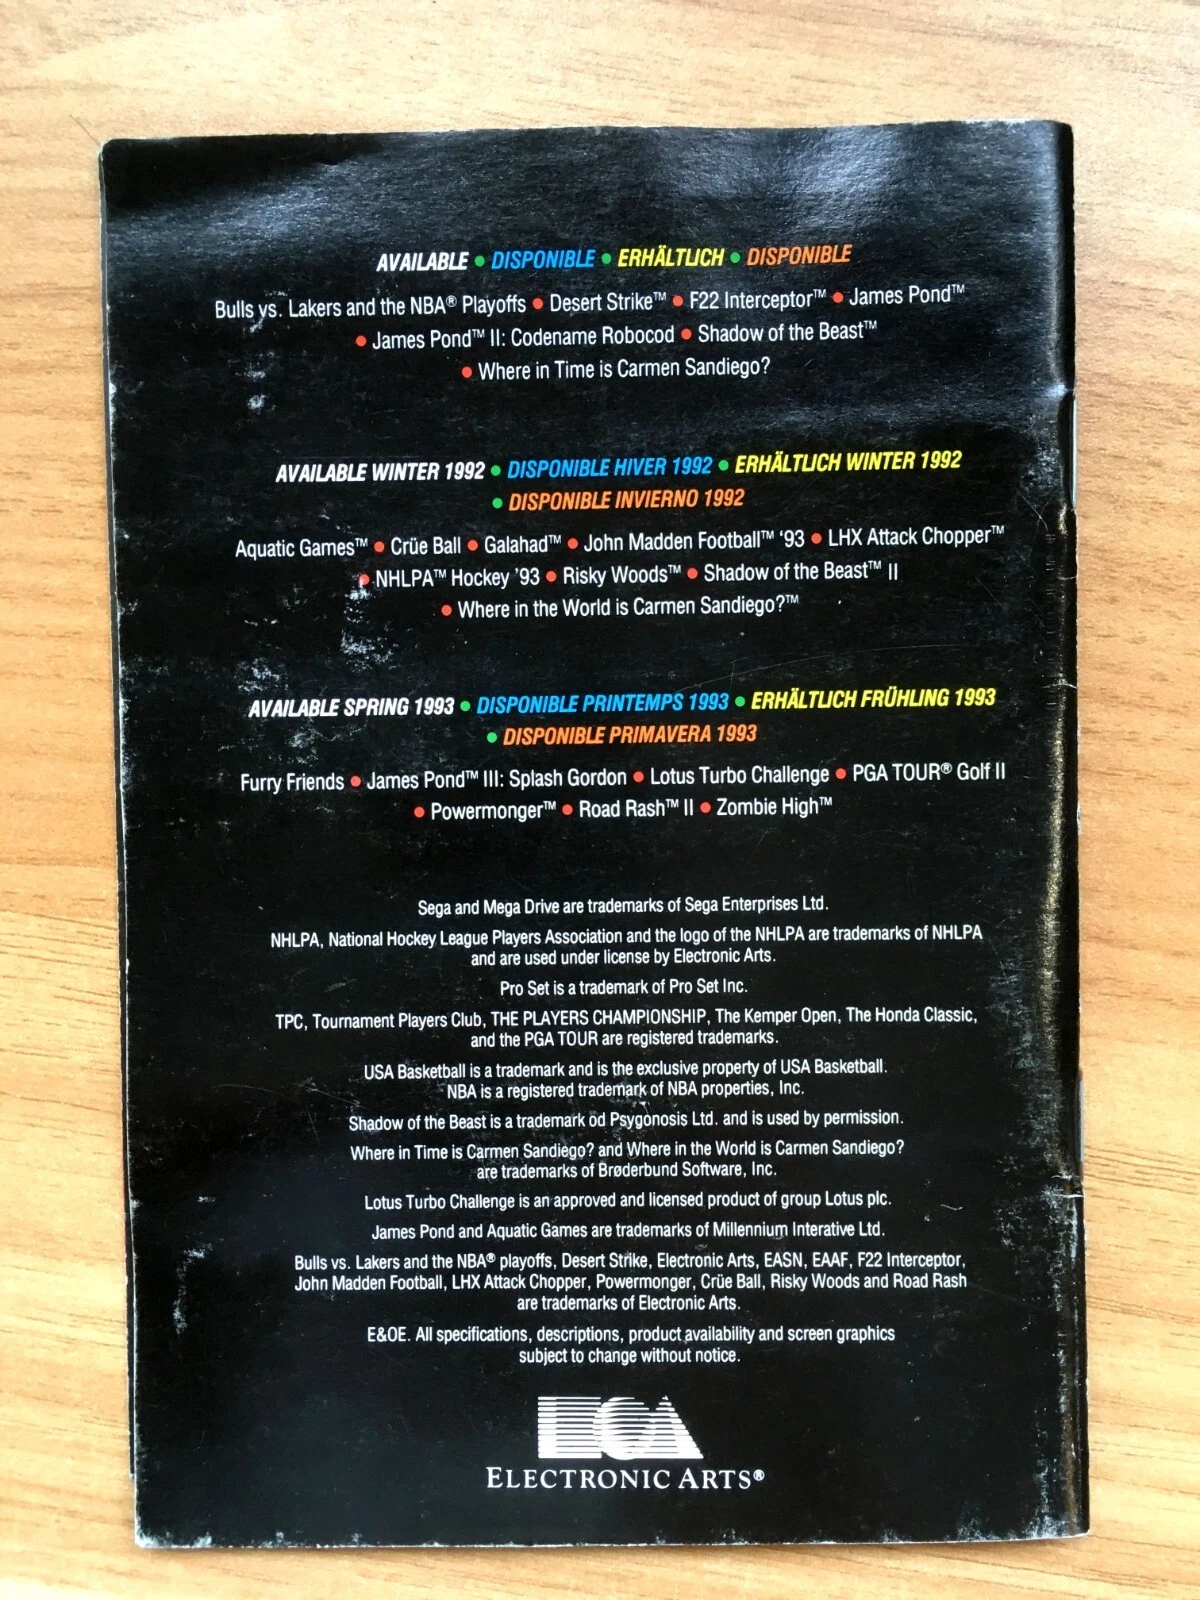 AVAILABLE • DISPONIBLE • ERHÄLTLICH • DISPONIBLE
Bulls vs. Lakers and the NBA® Playoffs • Desert Strike™ • F22 Interceptor™ • James Pond™
• James Pond™ II: Codename Robocod • Shadow of the Beast™
• Where in Time is Carmen Sandiego?
AVAILABLE WINTER 1992 • DISPONIBLE HIVER 1992 • ERHÄLTLICH WINTER 1992
• DISPONIBLE INVIERNO 1992
Aquatic Games™ • Crüe Ball • Galahad™ • John Madden Football™ '93 • LHX Attack Chopper™
• NHLPA™ Hockey '93 • Risky Woods™ • Shadow of the Beast™ II
• Where in the World is Carmen Sandiego?™
AVAILABLE SPRING 1993 • DISPONIBLE PRINTEMPS 1993 • ERHÄLTLICH FRÜHLING 1993
• DISPONIBLE PRIMAVERA 1993
Furry Friends • James Pond™ III: Splash Gordon • Lotus Turbo Challenge • PGA TOUR® Golf II
• Powermonger™ • Road Rash™ II • Zombie High™
Sega and Mega Drive are trademarks of Sega Enterprises Ltd.
NHLPA, National Hockey League Players Association and the logo of the NHLPA are trademarks of NHLPA
and are used under license by Electronic Arts.
Pro Set is a trademark of Pro Set Inc.
TPC, Tournament Players Club, THE PLAYERS CHAMPIONSHIP, The Kemper Open, The Honda Classic,
and the PGA TOUR are registered trademarks.
USA Basketball is a trademark and is the exclusive property of USA Basketball.
NBA is a registered trademark of NBA properties, Inc.
Shadow of the Beast is a trademark od Psygonosis Ltd. and is used by permission.
Where in Time is Carmen Sandiego? and Where in the World is Carmen Sandiego?
are trademarks of Brøderbund Software, Inc.
Lotus Turbo Challenge is an approved and licensed product of group Lotus plc.
James Pond and Aquatic Games are trademarks of Millennium Interative Ltd.
Bulls vs. Lakers and the NBA® playoffs, Desert Strike, Electronic Arts, EASN, EAAF, F22 Interceptor,
John Madden Football, LHX Attack Chopper, Powermonger, Crüe Ball, Risky Woods and Road Rash
are trademarks of Electronic Arts.
E&OE. All specifications, descriptions, product availability and screen graphics
subject to change without notice.
EOA
ELECTRONIC ARTS®